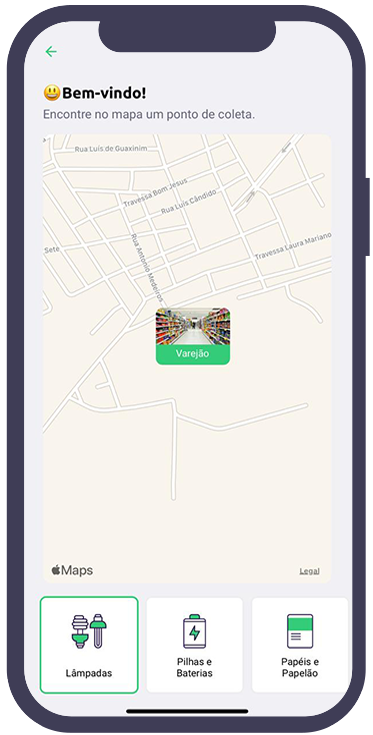 😃Bem-vindo!
Encontre no mapa um ponto de coleta.
Rua Luís de Guaxinim
Travessa Bom Jesus
Rua Luís Cândido
Sete
Rua Antonio Medeiros
Travessa Laura Mariano
Varejão
Maps
Legal
Lâmpadas
Pilhas e
Baterias
Papéis e
Papelão